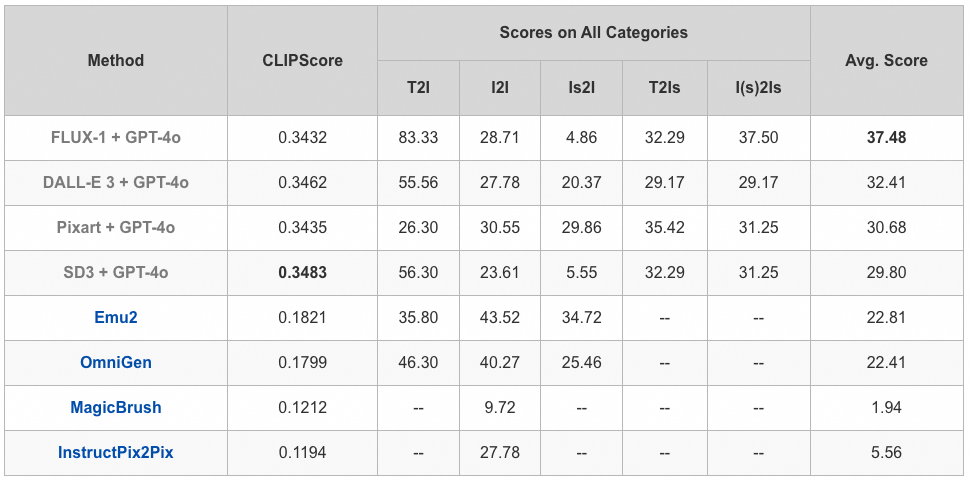 Method CLIPScore Scores on All Categories Avg. Score
T2I I2I Is2I T2Is I(s)2Is
FLUX-1 + GPT-4o 0.3432 83.33 28.71 4.86 32.29 37.50 37.48
DALL-E 3 + GPT-4o 0.3462 55.56 27.78 20.37 29.17 29.17 32.41
Pixart + GPT-4o 0.3435 26.30 30.55 29.86 35.42 31.25 30.68
SD3 + GPT-4o 0.3483 56.30 23.61 5.55 32.29 31.25 29.80
Emu2 0.1821 35.80 43.52 34.72 -- -- 22.81
OmniGen 0.1799 46.30 40.27 25.46 -- -- 22.41
MagicBrush 0.1212 -- 9.72 -- -- -- 1.94
InstructPix2Pix 0.1194 -- 27.78 -- -- -- 5.56